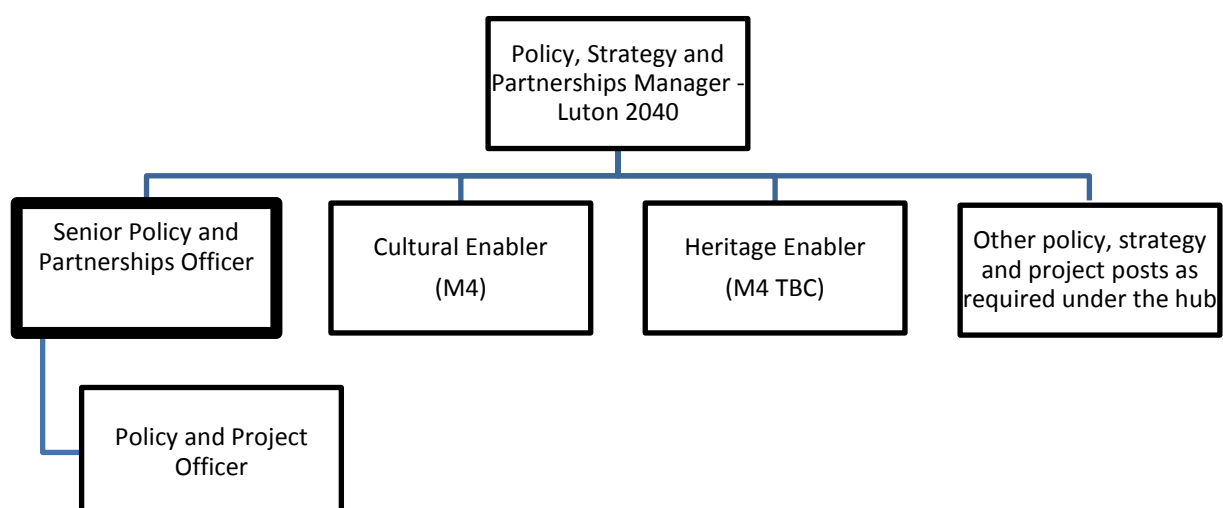 Policy, Strategy and
Partnerships Manager -
Luton 2040
Senior Policy and
Partnerships Officer
Cultural Enabler
(M4)
Heritage Enabler
(M4 TBC)
Other policy, strategy
and project posts as
required under the hub
Policy and Project
Officer